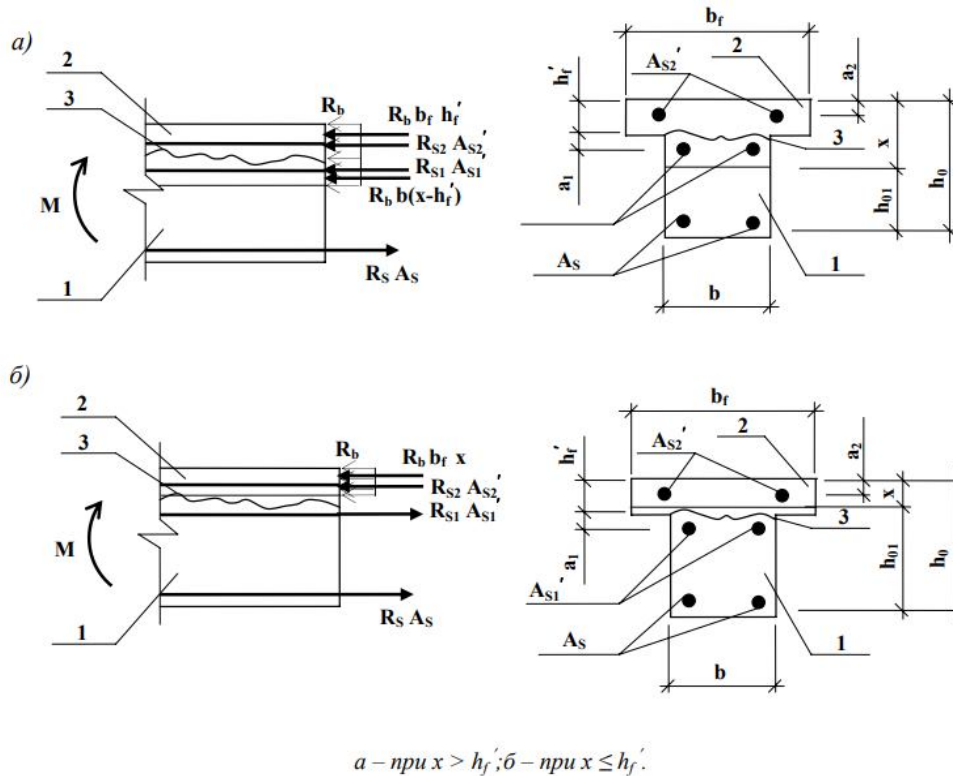 а)
2
3
M
1
R_b
R_b b_f h_f'
R_S2 A_S2'
R_S1 A_S1'
R_b b(x-h_f')
R_S A_S
b_f
A_S2'
2
h_f'
a_2
3
x
h_0
a_1
h_01
A_S
1
b
б)
2
3
M
1
R_b
R_b b_f x
R_S2 A_S2'
R_S1 A_S1'
R_S A_S
b_f
A_S2'
2
h_f'
a_2
x
3
a_1
h_01
h_0
A_S1'
A_S
1
b
а – при x > h_f′;б – при x ≤ h_f′.